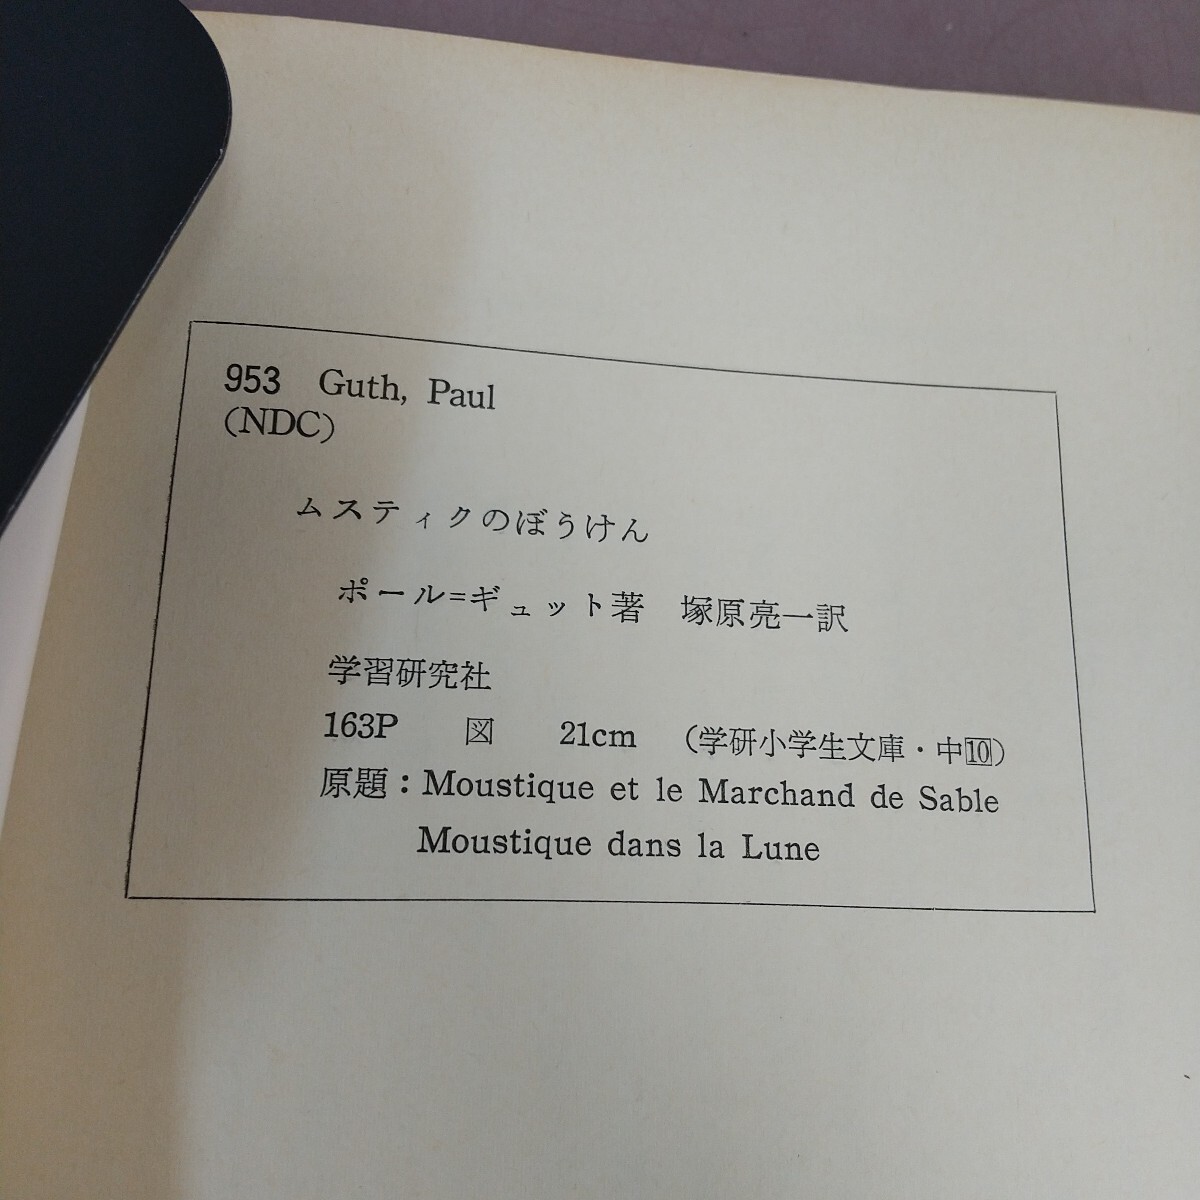 953 Guth, Paul
(NDC)
ムスティクのぼうけん
ポール=ギュット著 塚原亮一訳
学習研究社
163P 図 21cm (学研小学生文庫・中10)
原題：Moustique et le Marchand de Sable
Moustique dans la Lune